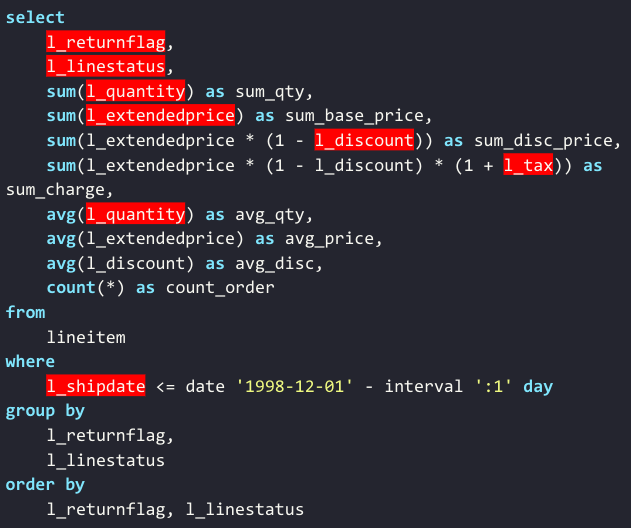 select
    l_returnflag,
    l_linestatus,
    sum(l_quantity) as sum_qty,
    sum(l_extendedprice) as sum_base_price,
    sum(l_extendedprice * (1 - l_discount)) as sum_disc_price,
    sum(l_extendedprice * (1 - l_discount) * (1 + l_tax)) as
sum_charge,
    avg(l_quantity) as avg_qty,
    avg(l_extendedprice) as avg_price,
    avg(l_discount) as avg_disc,
    count(*) as count_order
from
    lineitem
where
    l_shipdate <= date '1998-12-01' - interval ':1' day
group by
    l_returnflag,
    l_linestatus
order by
    l_returnflag, l_linestatus